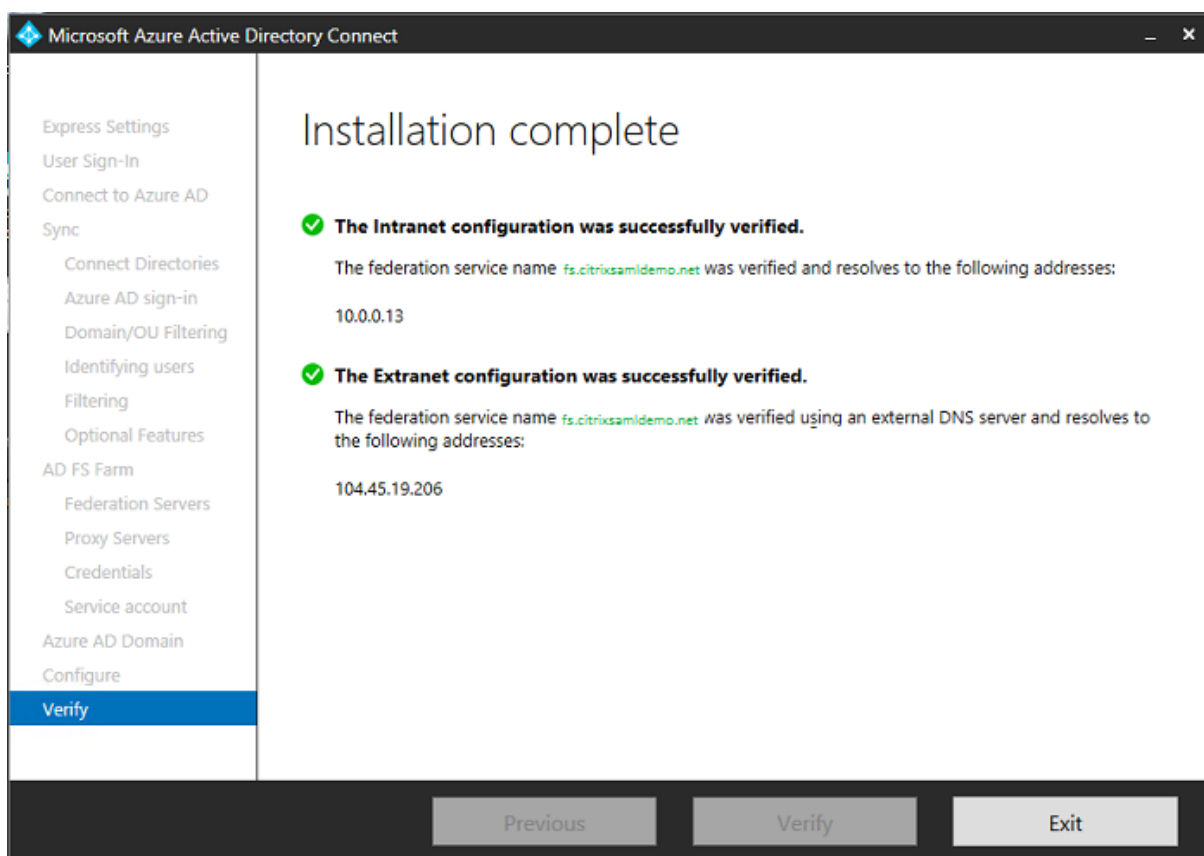 Microsoft Azure Active Directory Connect
Express Settings
User Sign-In
Connect to Azure AD
Sync
Connect Directories
Azure AD sign-in
Domain/OU Filtering
Identifying users
Filtering
Optional Features
AD FS Farm
Federation Servers
Proxy Servers
Credentials
Service account
Azure AD Domain
Configure
Verify
Installation complete
The Intranet configuration was successfully verified.
The federation service name fs.citrixsamldemo.net was verified and resolves to the following addresses:
10.0.0.13
The Extranet configuration was successfully verified.
The federation service name fs.citrixsamldemo.net was verified using an external DNS server and resolves to
the following addresses:
104.45.19.206
Previous
Verify
Exit